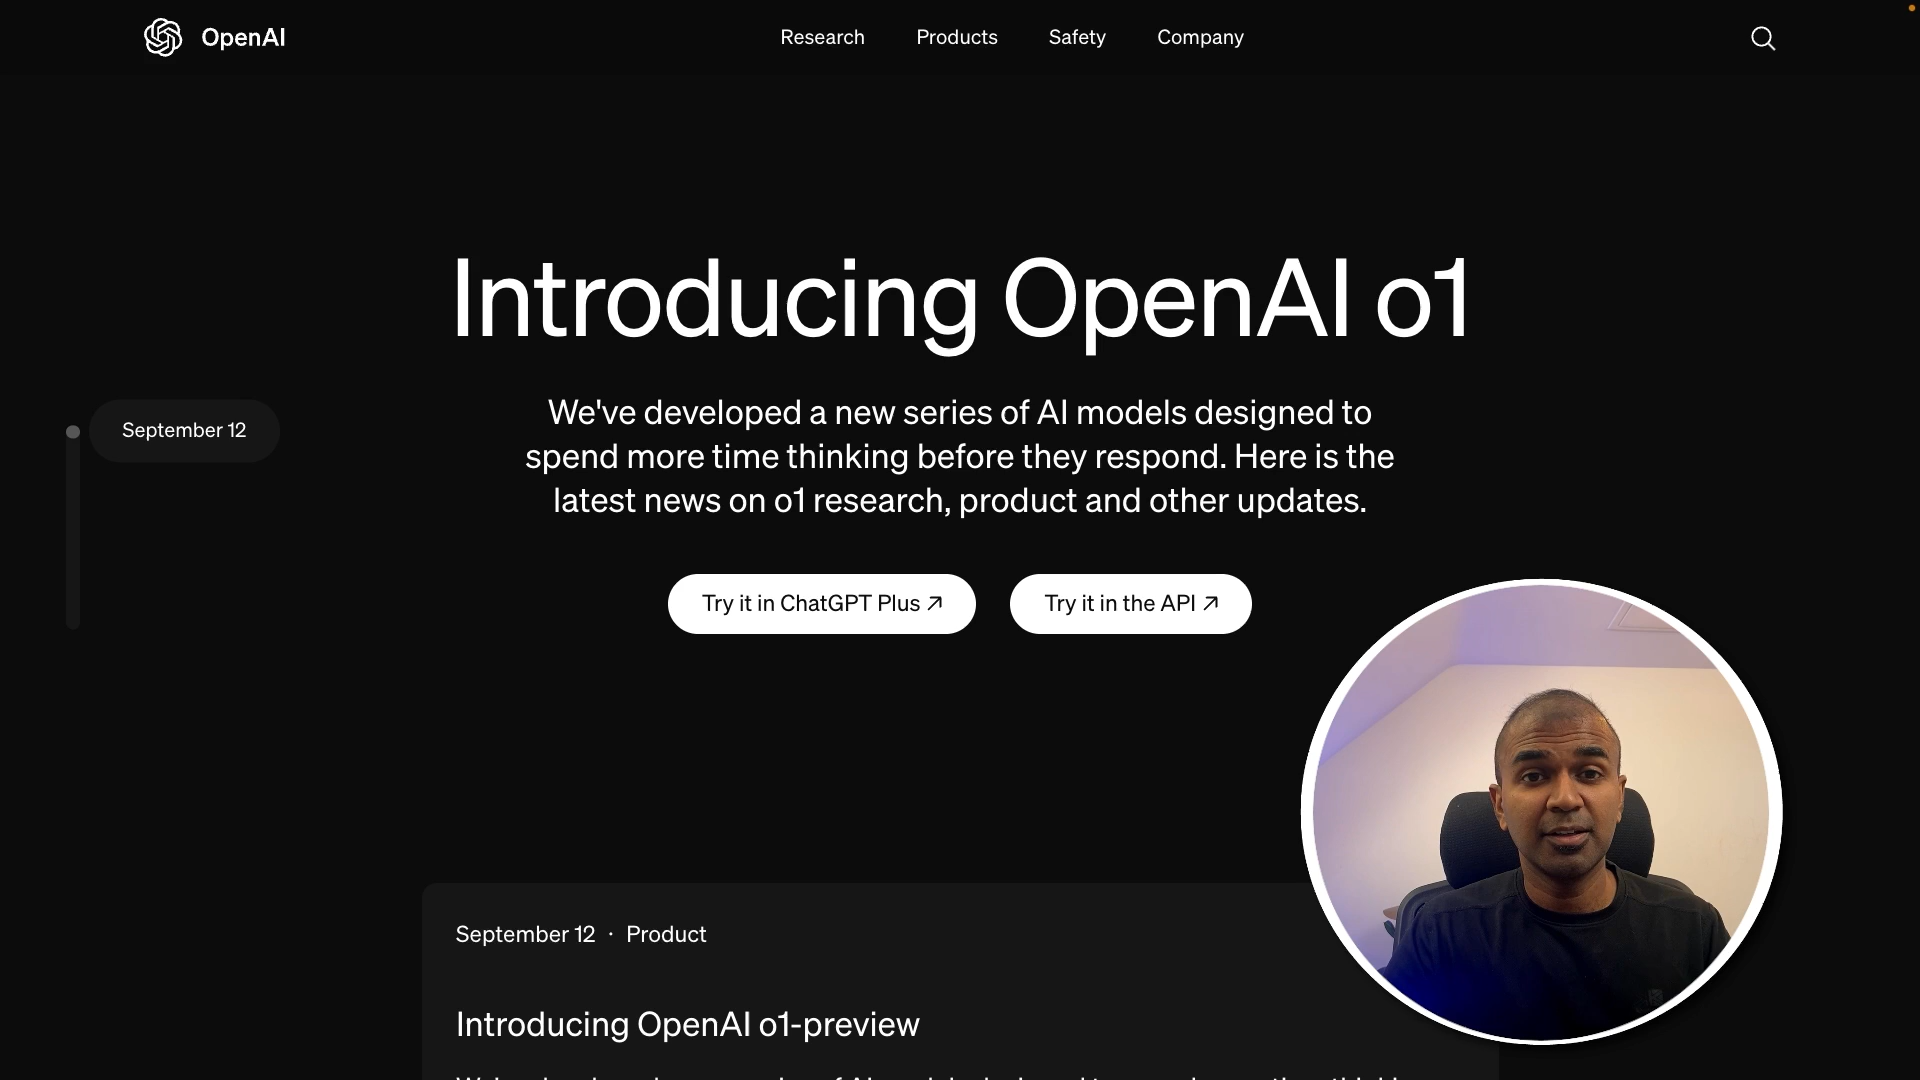 OpenAI
Research Products Safety Company
Introducing OpenAI o1
September 12
We've developed a new series of AI models designed to
spend more time thinking before they respond. Here is the
latest news on o1 research, product and other updates.
Try it in ChatGPT Plus ↗ Try it in the API ↗
September 12 · Product
Introducing OpenAI o1-preview